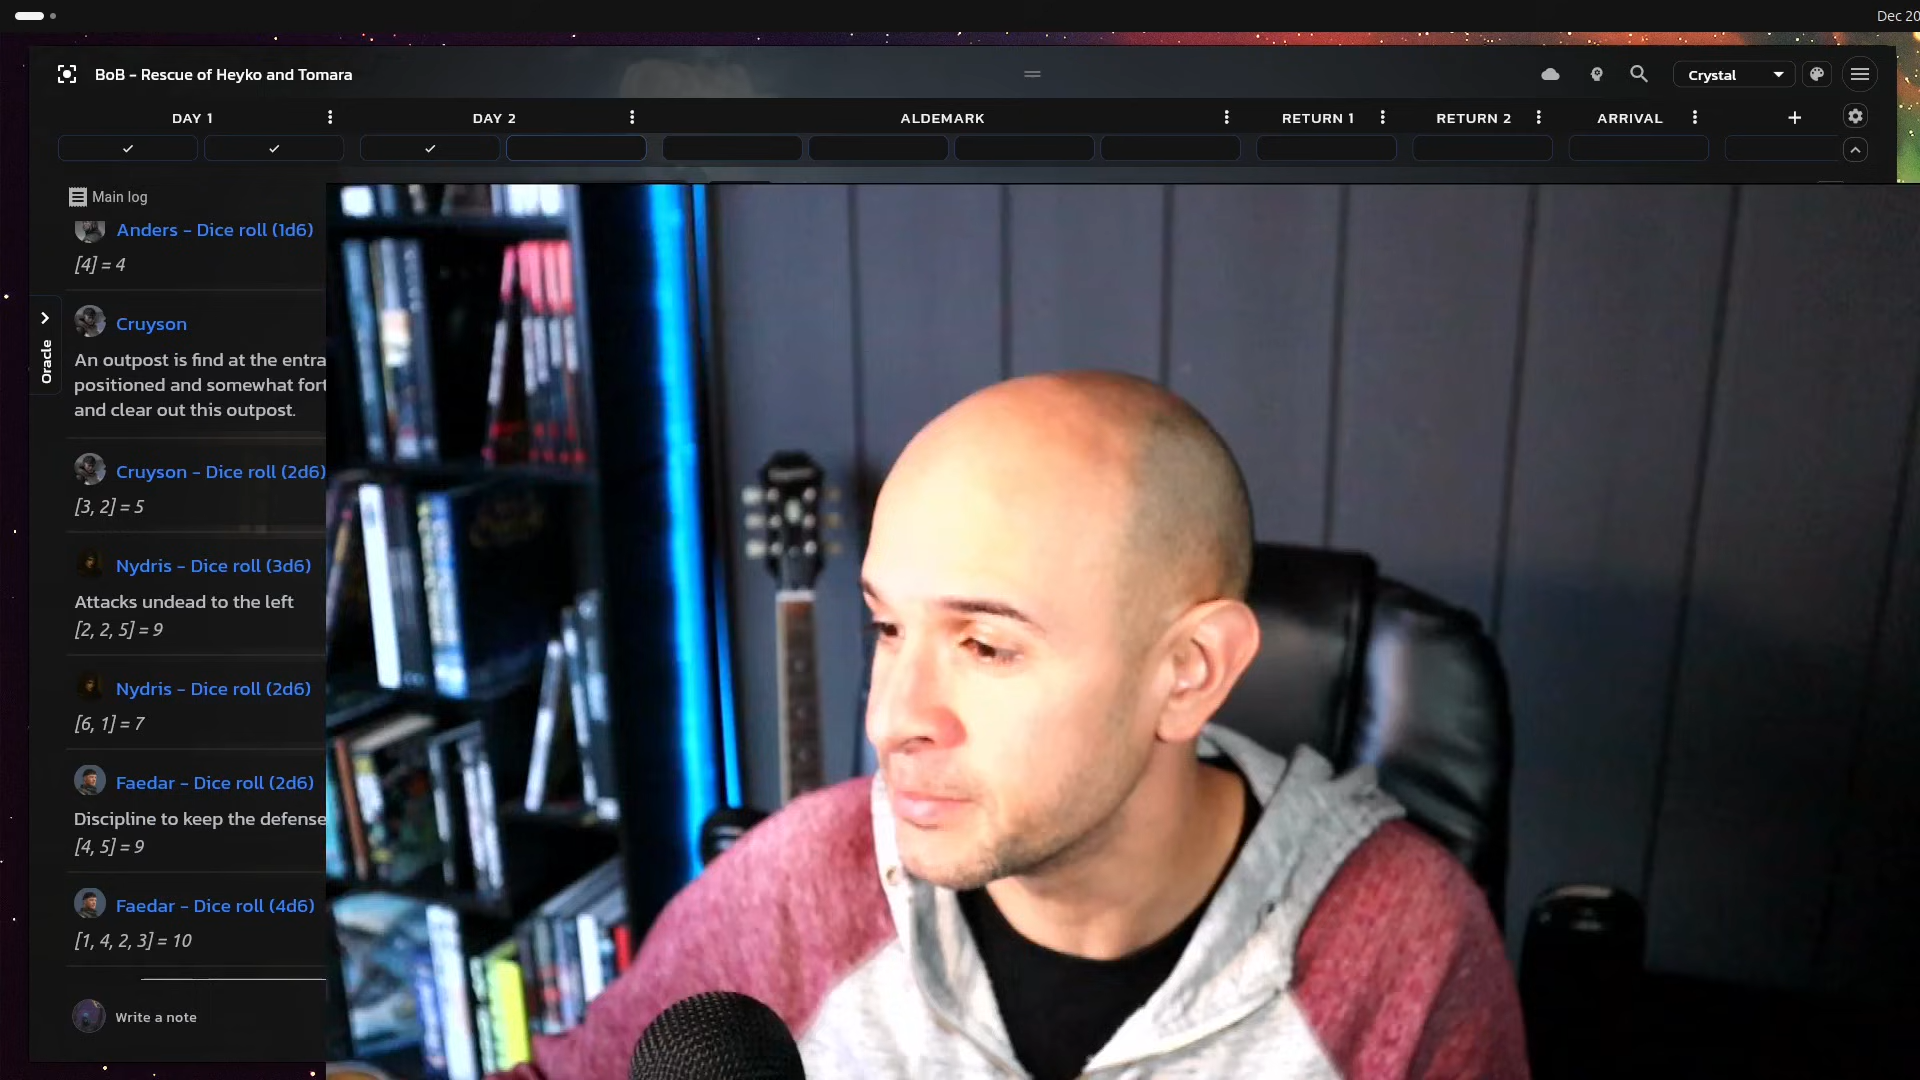 Dec 20
BoB - Rescue of Heyko and Tomara
Crystal
DAY 1
DAY 2
ALDEMARK
RETURN 1
RETURN 2
ARRIVAL
Main log
Anders - Dice roll (1d6)
[4] = 4
Oracle
Cruyson
An outpost is find at the entra
positioned and somewhat fort
and clear out this outpost.
Cruyson - Dice roll (2d6)
[3, 2] = 5
Nydris - Dice roll (3d6)
Attacks undead to the left
[2, 2, 5] = 9
Nydris - Dice roll (2d6)
[6, 1] = 7
Faedar - Dice roll (2d6)
Discipline to keep the defense
[4, 5] = 9
Faedar - Dice roll (4d6)
[1, 4, 2, 3] = 10
Write a note